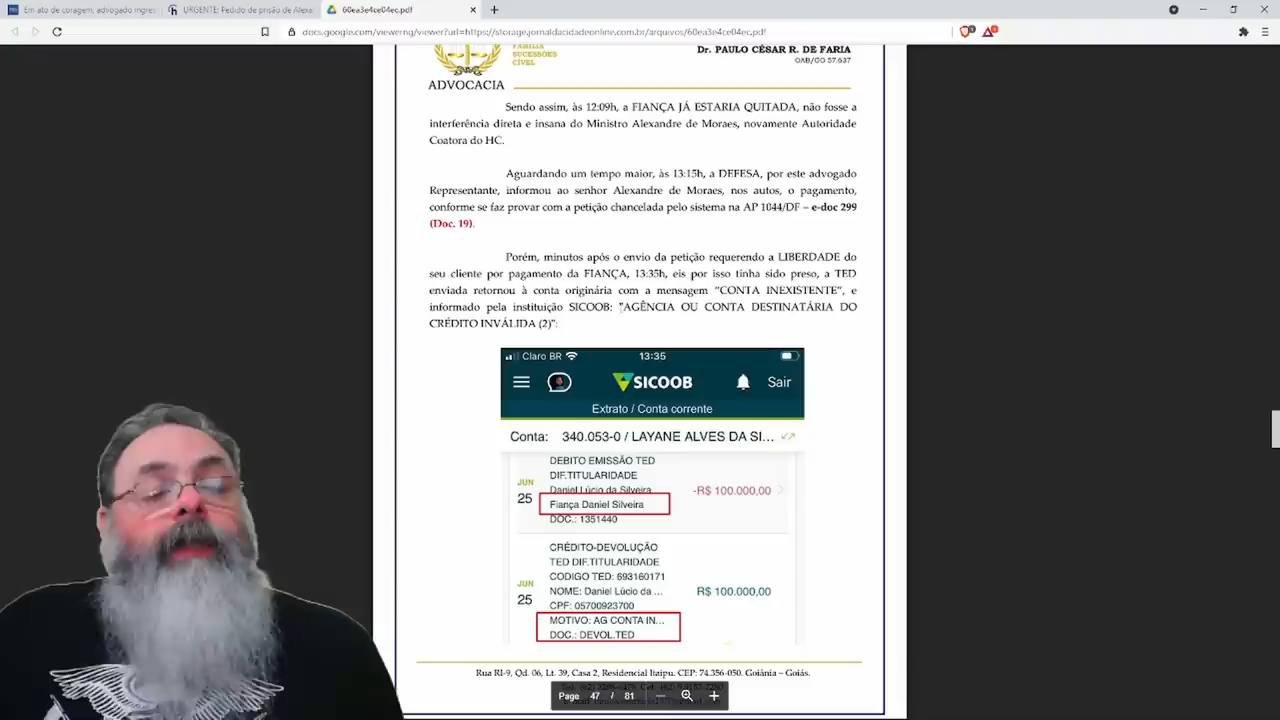 Em ato de coragem, advogado ingres
URGENTE: Pedido de prisão de Alexa
60ea3e4ce04ec.pdf
docs.google.com/viewerng/viewer?url=https://storage.jornaldacidadeonline.com.br/arquivos/60ea3e4ce04ec.pdf
FAMÍLIA
SUCESSÕES
CÍVEL
ADVOCACIA
Dr. PAULO CÉSAR R. DE FARIA
OAB/GO 57.637
Sendo assim, às 12:09h, a FIANÇA JÁ ESTARIA QUITADA, não fosse a
interferência direta e insana do Ministro Alexandre de Moraes, novamente Autoridade
Coatora do HC.
Aguardando um tempo maior, às 13:15h, a DEFESA, por este advogado
Representante, informou ao senhor Alexandre de Moraes, nos autos, o pagamento,
conforme se faz provar com a petição chancelada pelo sistema na AP 1044/DF – e-doc 299
(Doc. 19).
Porém, minutos após o envio da petição requerendo a LIBERDADE do
seu cliente por pagamento da FIANÇA, 13:35h, eis por isso tinha sido preso, a TED
enviada retornou à conta originária com a mensagem "CONTA INEXISTENTE", e
informado pela instituição SICOOB: "AGÊNCIA OU CONTA DESTINATÁRIA DO
CRÉDITO INVÁLIDA (2)":
Claro BR 13:35
SICOOB Sair
Extrato / Conta corrente
Conta: 340.053-0 / LAYANE ALVES DA SI...
DEBITO EMISSÃO TED
DIF.TITULARIDADE
JUN 25
Daniel Lúcio da Silveira
-R$ 100.000,00
Fiança Daniel Silveira
DOC.: 1351440
CRÉDITO-DEVOLUÇÃO
TED DIF.TITULARIDADE
CODIGO TED: 693160171
JUN 25
NOME: Daniel Lúcio da ...
R$ 100.000,00
CPF: 05700923700
MOTIVO: AG CONTA IN...
DOC.: DEVOL.TED
Rua RI-9, Qd. 06, Lt. 39, Casa 2, Residencial Itaipu. CEP: 74.356-050. Goiânia – Goiás.
Page 47 / 81